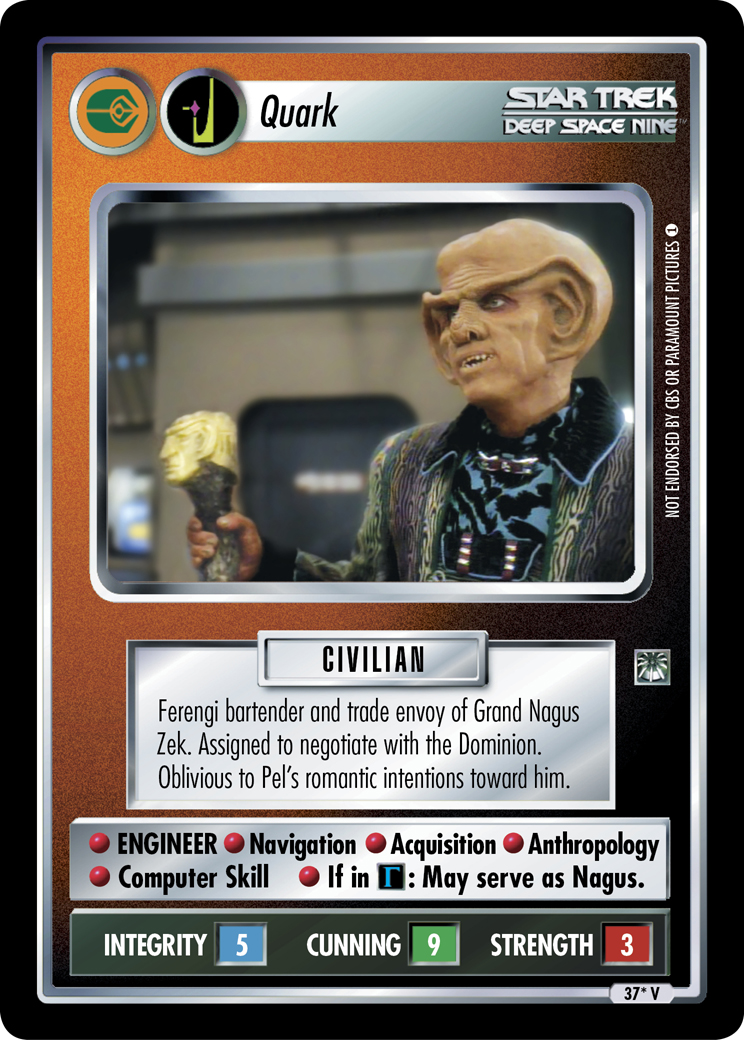 Quark
STAR TREK
DEEP SPACE NINE™
NOT ENDORSED BY CBS OR PARAMOUNT PICTURES 1
CIVILIAN
Ferengi bartender and trade envoy of Grand Nagus
Zek. Assigned to negotiate with the Dominion.
Oblivious to Pel's romantic intentions toward him.
ENGINEER Navigation Acquisition Anthropology
Computer Skill If in Γ: May serve as Nagus.
INTEGRITY 5 CUNNING 9 STRENGTH 3
37* V